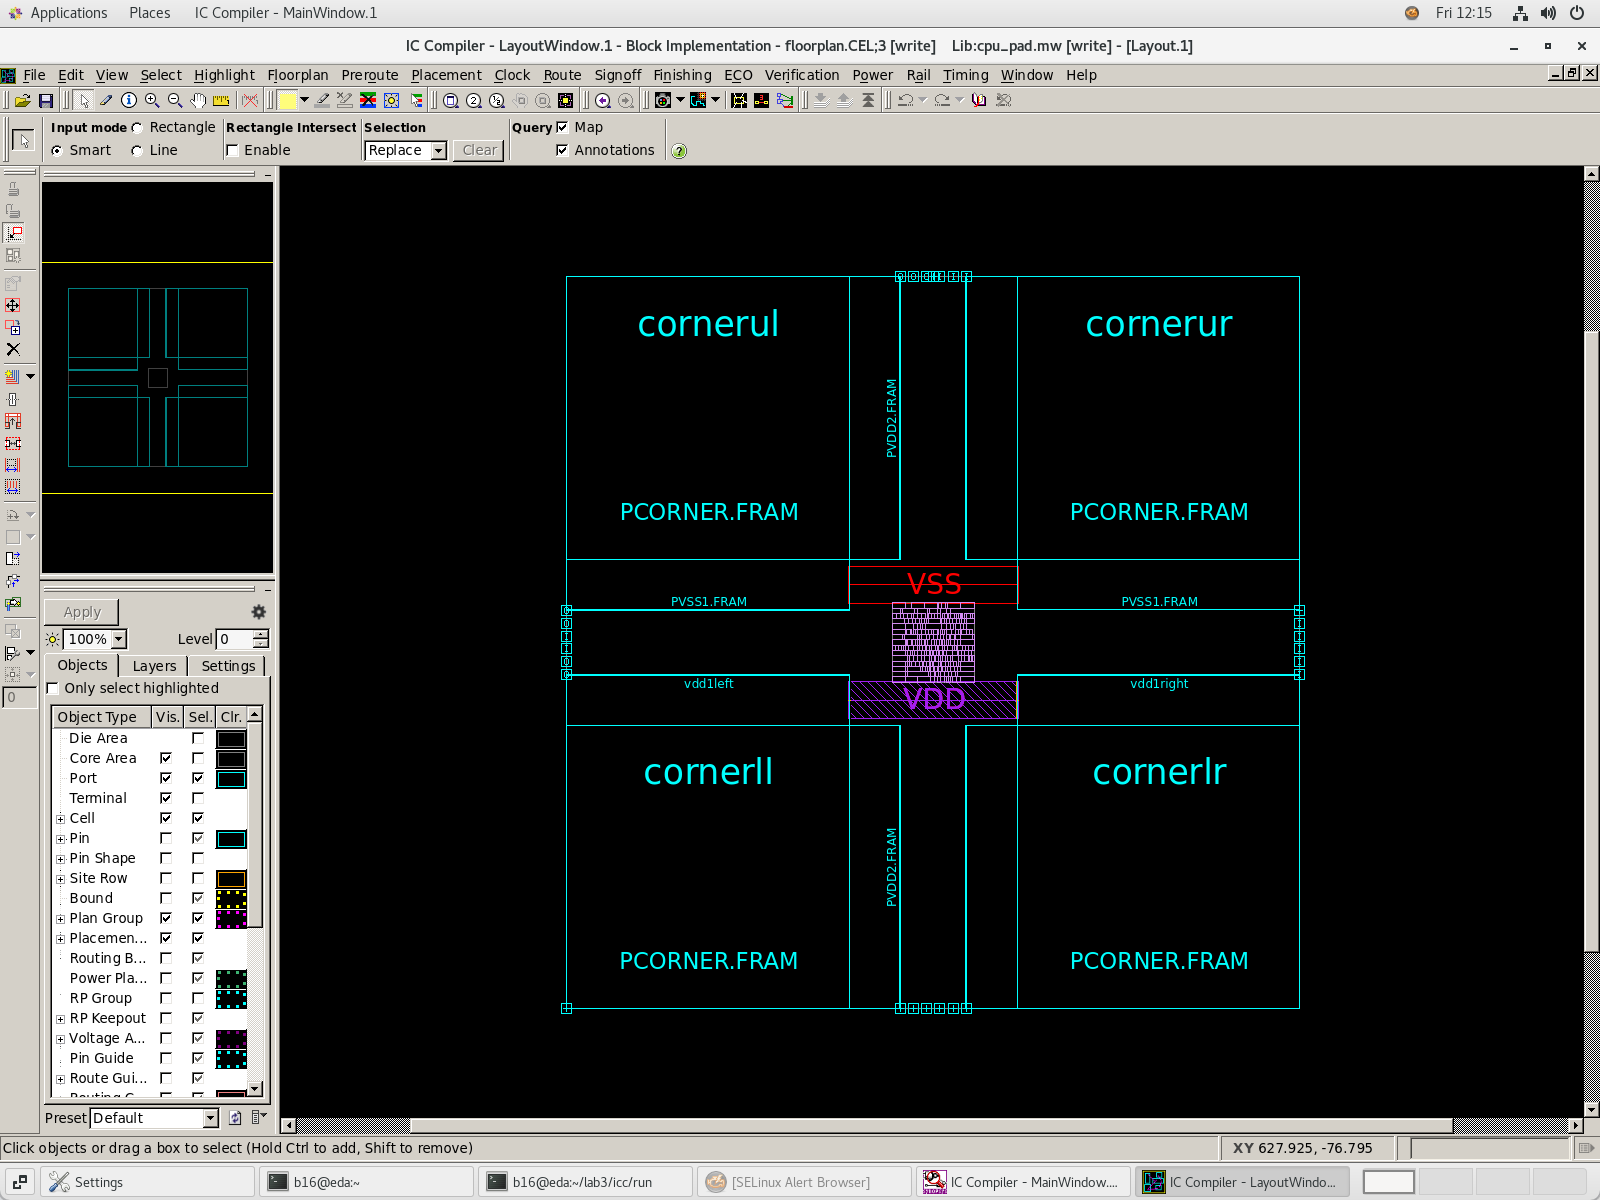 Applications Places IC Compiler - MainWindow.1 Fri 12:15
IC Compiler - LayoutWindow.1 - Block Implementation - floorplan.CEL;3 [write] Lib:cpu_pad.mw [write] - [Layout.1]
File Edit View Select Highlight Floorplan Preroute Placement Clock Route Signoff Finishing ECO Verification Power Rail Timing Window Help
Input mode Rectangle Rectangle Intersect Selection Query Map
Smart Line Enable Replace Clear Annotations
cornerul cornerur
PVDD2.FRAM
PCORNER.FRAM PCORNER.FRAM
VSS
PVSS1.FRAM PVSS1.FRAM
vdd1left vdd1right
VDD
cornerll cornerlr
PVDD2.FRAM
PCORNER.FRAM PCORNER.FRAM
Apply
100% Level 0
Objects Layers Settings
Only select highlighted
0
Object Type Vis. Sel. Clr.
Die Area
Core Area
Port
Terminal
Cell
Pin
Pin Shape
Site Row
Bound
Plan Group
Placemen...
Routing B...
Power Pla...
RP Group
RP Keepout
Voltage A...
Pin Guide
Route Gui...
Preset Default
Click objects or drag a box to select (Hold Ctrl to add, Shift to remove) XY 627.925, -76.795
Settings b16@eda:~ b16@eda:~/lab3/icc/run [SELinux Alert Browser] IC Compiler - MainWindow.... IC Compiler - LayoutWindo...